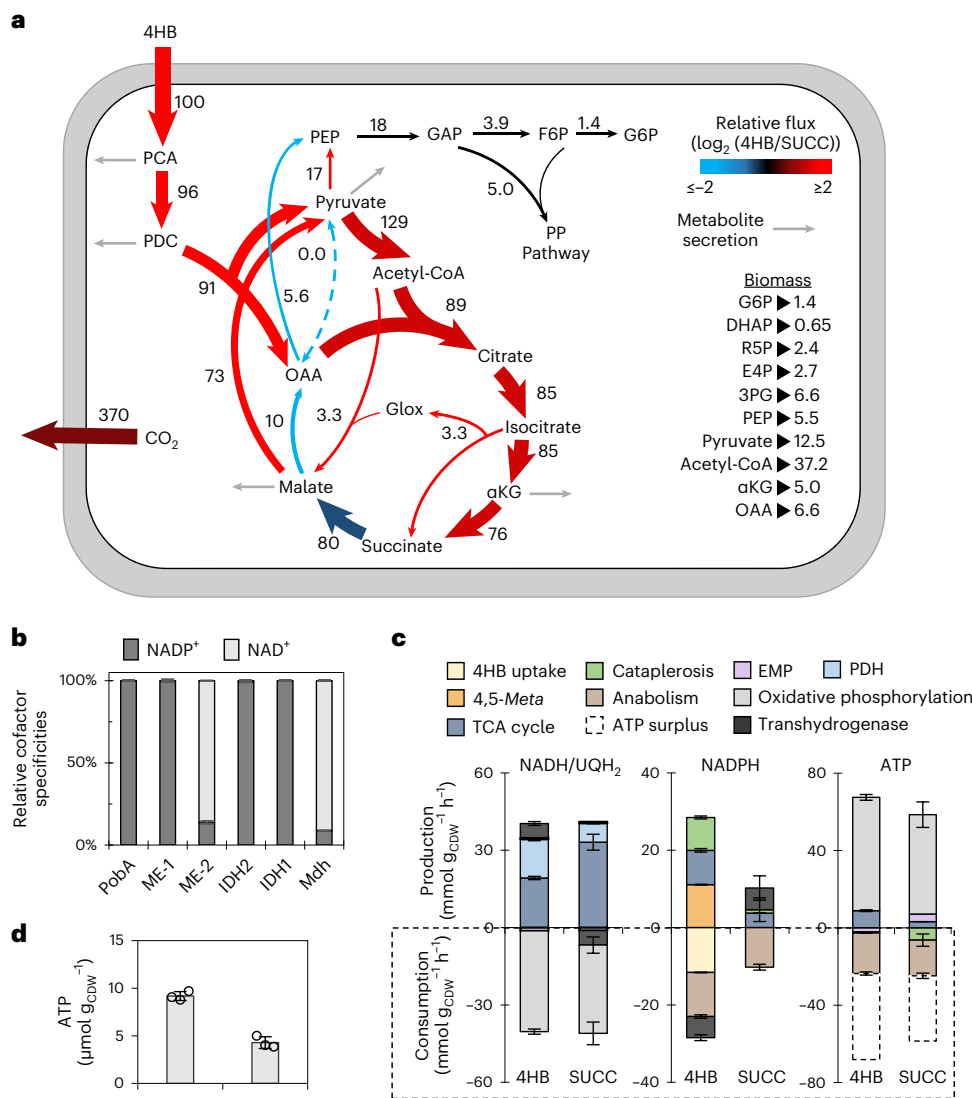 a
4HB
100
PCA
96
PDC
91
PEP
18
GAP
3.9
F6P
1.4
G6P
17
5.0
PP
Pathway
Pyruvate
129
0.0
Acetyl-CoA
5.6
89
OAA
Citrate
73
85
10
3.3
Glox
3.3
Isocitrate
85
370
CO2
Malate
αKG
76
80
Succinate
Relative flux
(log2 (4HB/SUCC))
≤−2
≥2
Metabolite
secretion
Biomass
G6P ▶ 1.4
DHAP ▶ 0.65
R5P ▶ 2.4
E4P ▶ 2.7
3PG ▶ 6.6
PEP ▶ 5.5
Pyruvate ▶ 12.5
Acetyl-CoA ▶ 37.2
αKG ▶ 5.0
OAA ▶ 6.6
b
NADP+
NAD+
Relative cofactor
specificities
100%
50%
0%
PobA
ME-1
ME-2
IDH2
IDH1
Mdh
c
4HB uptake
Cataplerosis
EMP
PDH
4,5-Meta
Anabolism
Oxidative phosphorylation
TCA cycle
ATP surplus
Transhydrogenase
NADH/UQH2
NADPH
ATP
Production
(mmol gCDW−1 h−1)
Consumption
(mmol gCDW−1 h−1)
60
30
0
−30
−60
4HB
SUCC
40
20
0
−20
−40
4HB
SUCC
80
40
0
−40
−80
4HB
SUCC
d
ATP
(µmol gCDW−1)
15
10
5
0